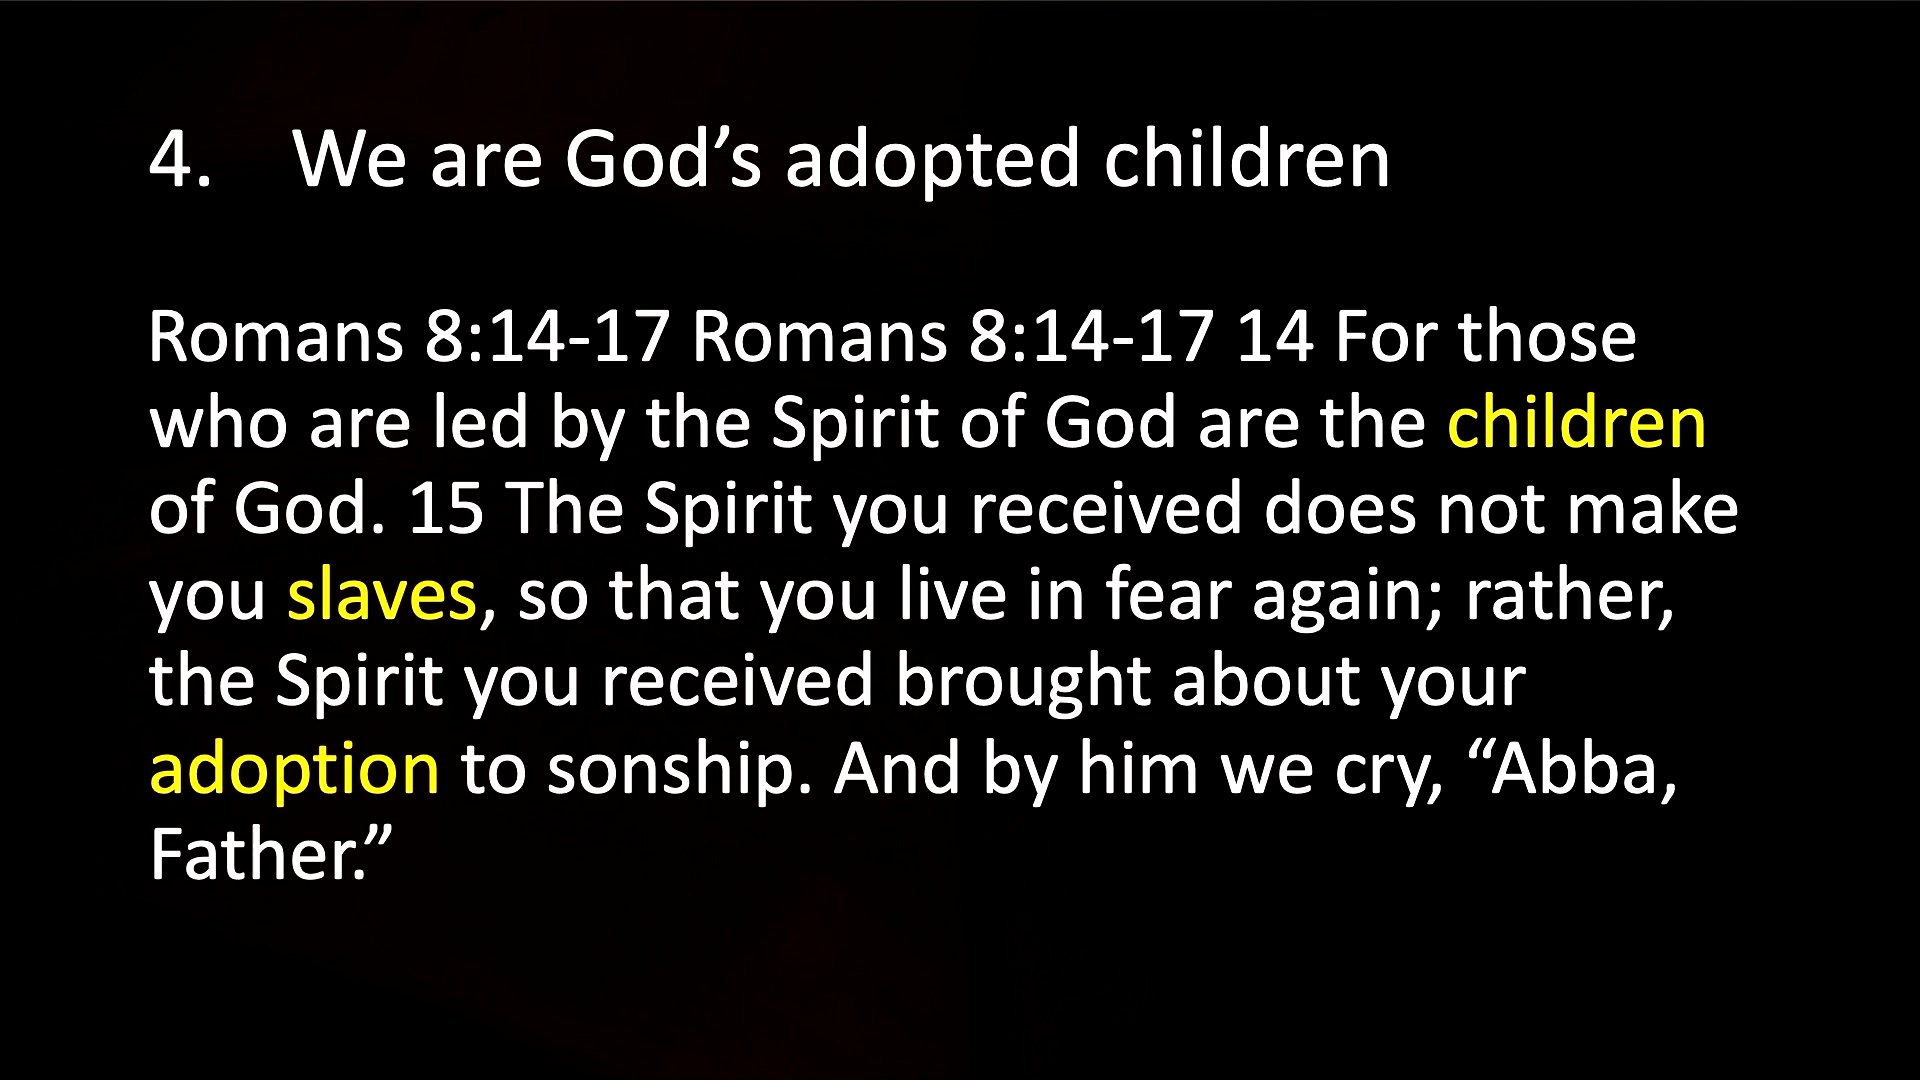 4. We are God’s adopted children
Romans 8:14-17 Romans 8:14-17 14 For those
who are led by the Spirit of God are the children
of God. 15 The Spirit you received does not make
you slaves, so that you live in fear again; rather,
the Spirit you received brought about your
adoption to sonship. And by him we cry, “Abba,
Father.”